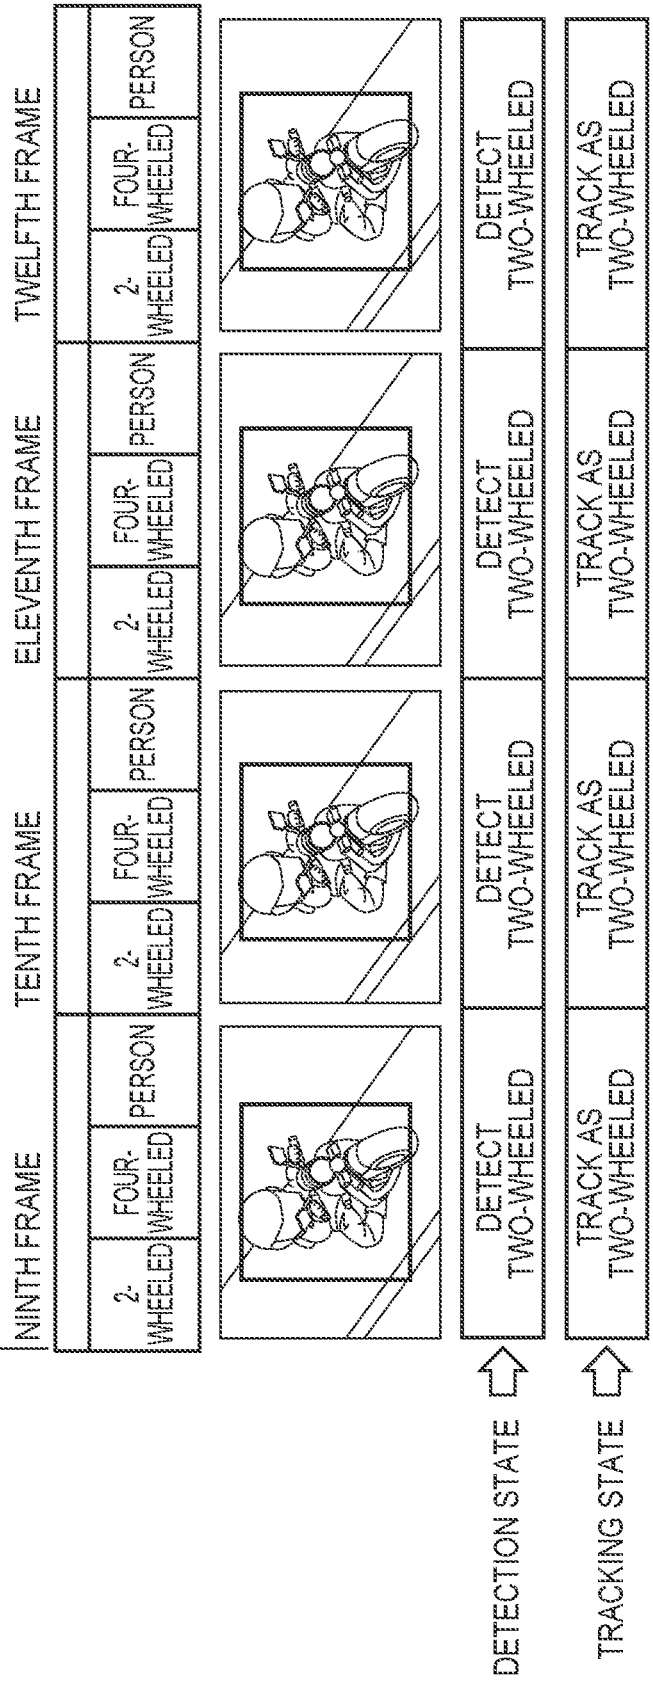 NINTH FRAME
TENTH FRAME
ELEVENTH FRAME
TWELFTH FRAME
2-
WHEELED
FOUR-
WHEELED
PERSON
2-
WHEELED
FOUR-
WHEELED
PERSON
2-
WHEELED
FOUR-
WHEELED
PERSON
2-
WHEELED
FOUR-
WHEELED
PERSON
DETECTION STATE
DETECT
TWO-WHEELED
DETECT
TWO-WHEELED
DETECT
TWO-WHEELED
DETECT
TWO-WHEELED
TRACKING STATE
TRACK AS
TWO-WHEELED
TRACK AS
TWO-WHEELED
TRACK AS
TWO-WHEELED
TRACK AS
TWO-WHEELED